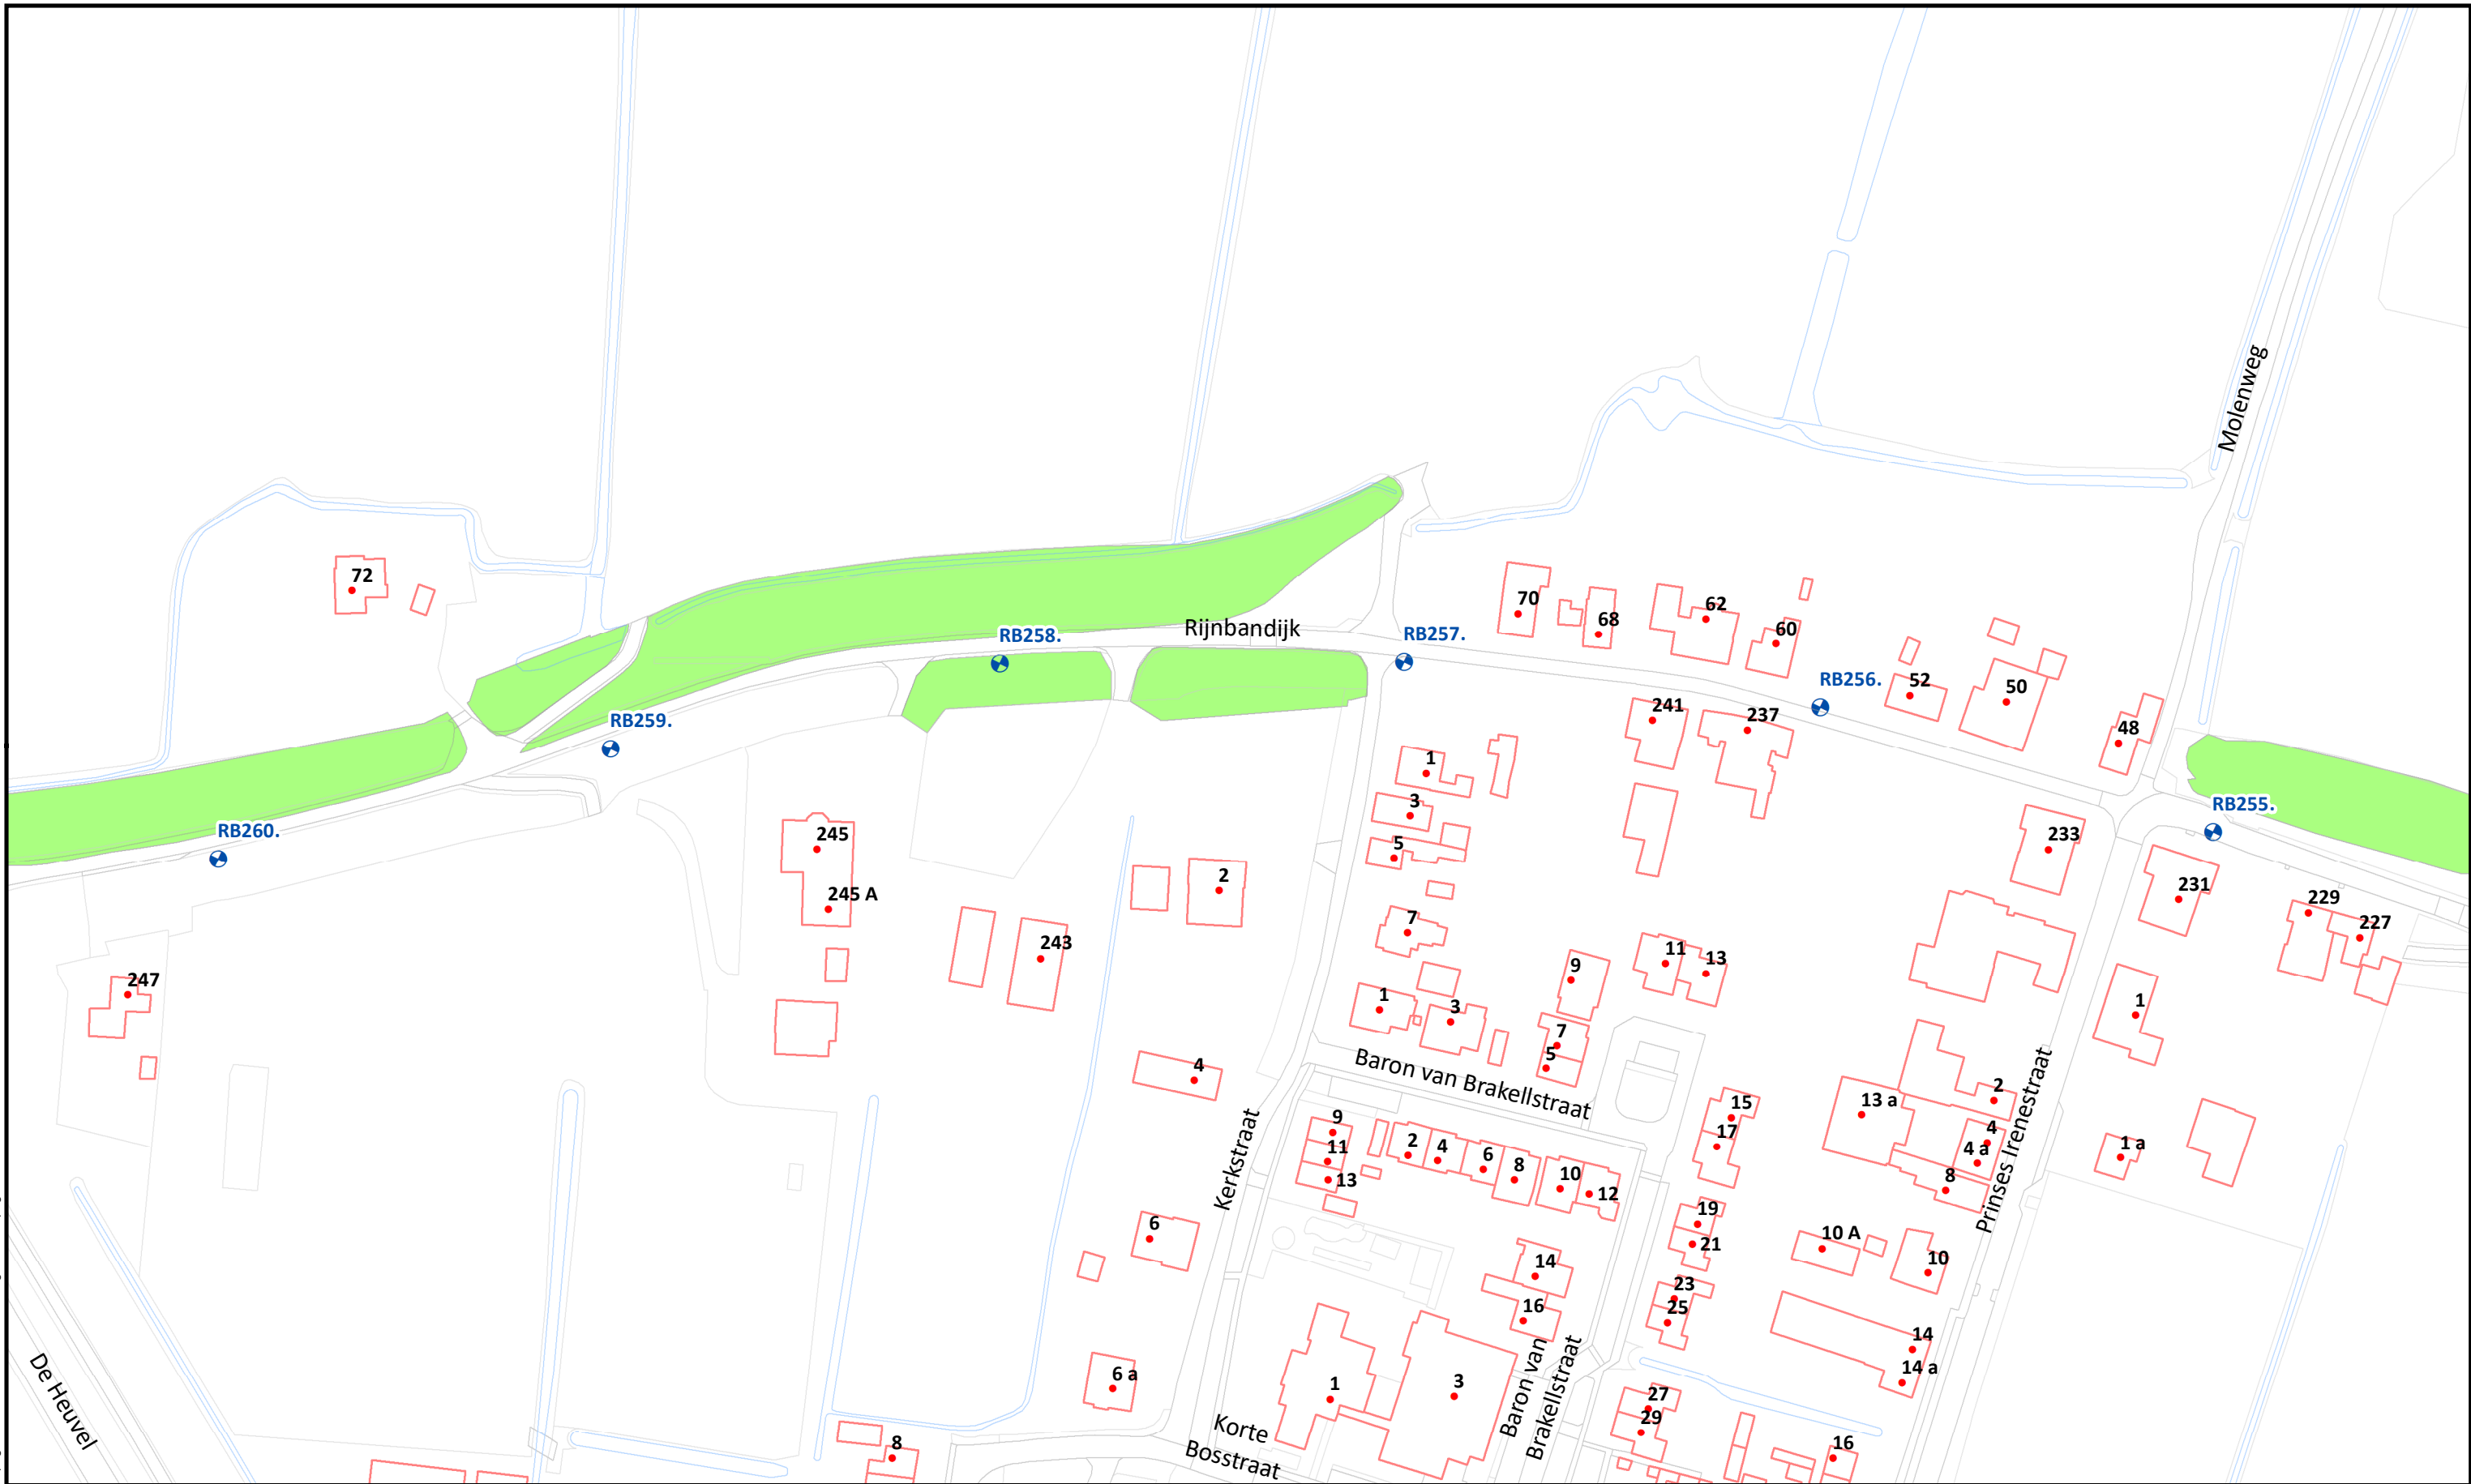 Molenweg
72
70
68
62
60
Rijnbandijk
RB258.
RB257.
RB256.
52
50
48
RB259.
241
237
1
3
5
RB255.
RB260.
245
245 A
233
2
231
229
227
7
243
247
9
11
13
1
3
7
5
1
4
Baron van Brakellstraat
Kerkstraat
9
11
13
2
4
6
8
10
12
15
17
13 a
2
4
4 a
8
1 a
Prinses Irenestraat
6
19
21
10 A
10
14
16
23
25
14
14 a
De Heuvel
6 a
1
3
Baron van
Brakellstraat
27
29
16
Korte
Bosstraat
8